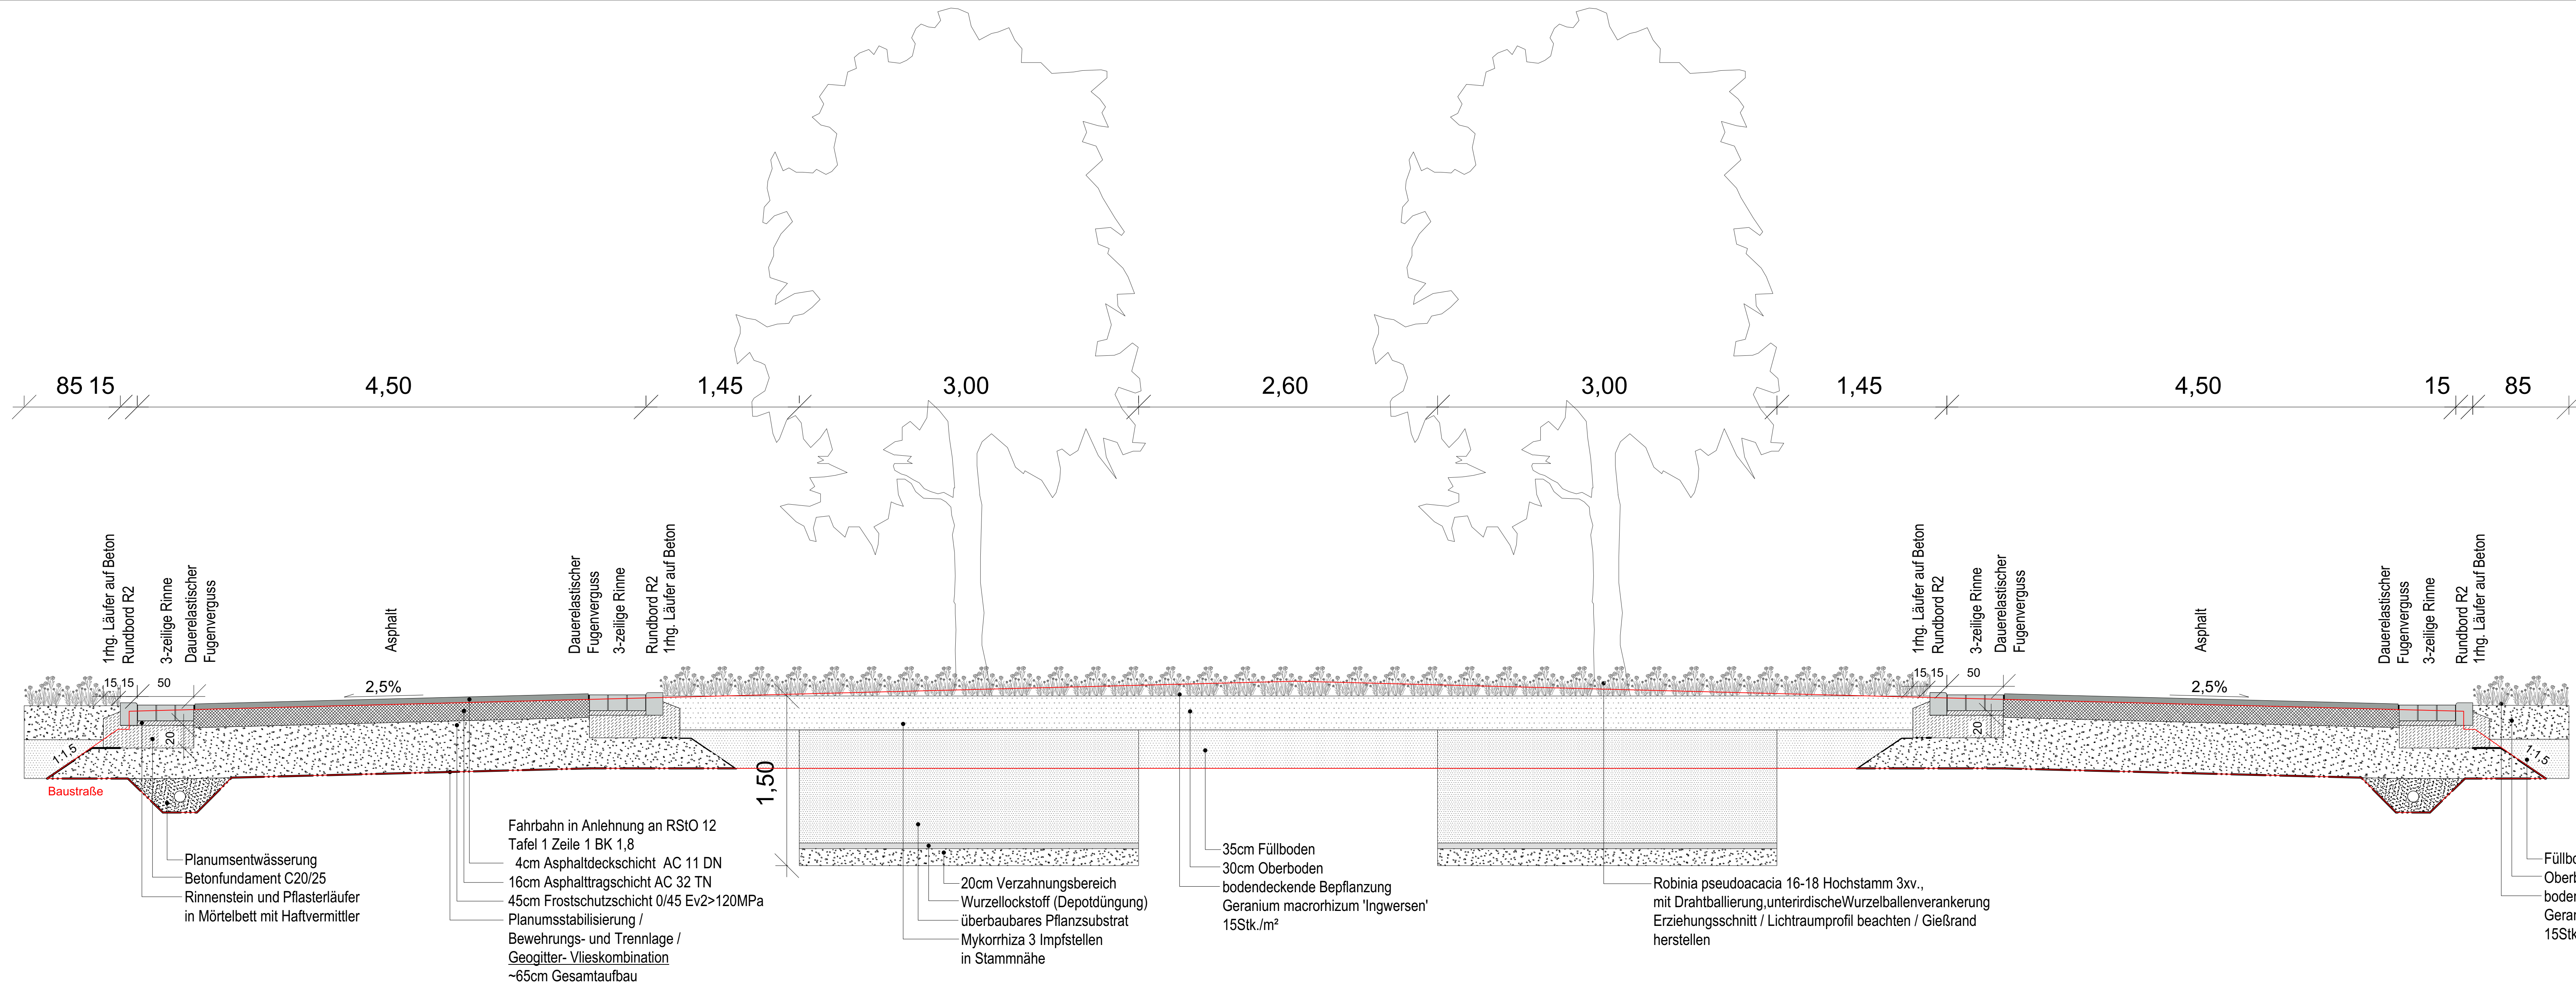 85 15 4,50 1,45 3,00 2,60 3,00 1,45 4,50 15 85
1rhg. Läufer auf Beton
Rundbord R2
3-zeilige Rinne
Dauerelastischer
Fugenverguss
Asphalt
Dauerelastischer
Fugenverguss
3-zeilige Rinne
Rundbord R2
1rhg. Läufer auf Beton
1rhg. Läufer auf Beton
Rundbord R2
3-zeilige Rinne
Dauerelastischer
Fugenverguss
Asphalt
Dauerelastischer
Fugenverguss
3-zeilige Rinne
Rundbord R2
1rhg. Läufer auf Beton
15 15 50
2,5%
15 15 50
2,5%
20
1:1,5
1,50
20
1:1,5
Baustraße
Planumsentwässerung
Betonfundament C20/25
Rinnenstein und Pflasterläufer
in Mörtelbett mit Haftvermittler
Fahrbahn in Anlehnung an RStO 12
Tafel 1 Zeile 1 BK 1,8
4cm Asphaltdeckschicht AC 11 DN
16cm Asphalttragschicht AC 32 TN
45cm Frostschutzschicht 0/45 Ev2>120MPa
Planumsstabilisierung /
Bewehrungs- und Trennlage /
Geogitter- Vlieskombination
~65cm Gesamtaufbau
20cm Verzahnungsbereich
Wurzellockstoff (Depotdüngung)
überbaubares Pflanzsubstrat
Mykorrhiza 3 Impfstellen
in Stammnähe
35cm Füllboden
30cm Oberboden
bodendeckende Bepflanzung
Geranium macrorhizum 'Ingwersen'
15Stk./m²
Robinia pseudoacacia 16-18 Hochstamm 3xv.,
mit Drahtballierung,unterirdischeWurzelballenverankerung
Erziehungsschnitt / Lichtraumprofil beachten / Gießrand
herstellen
Füllbo
Oberb
boden
Geran
15Stk